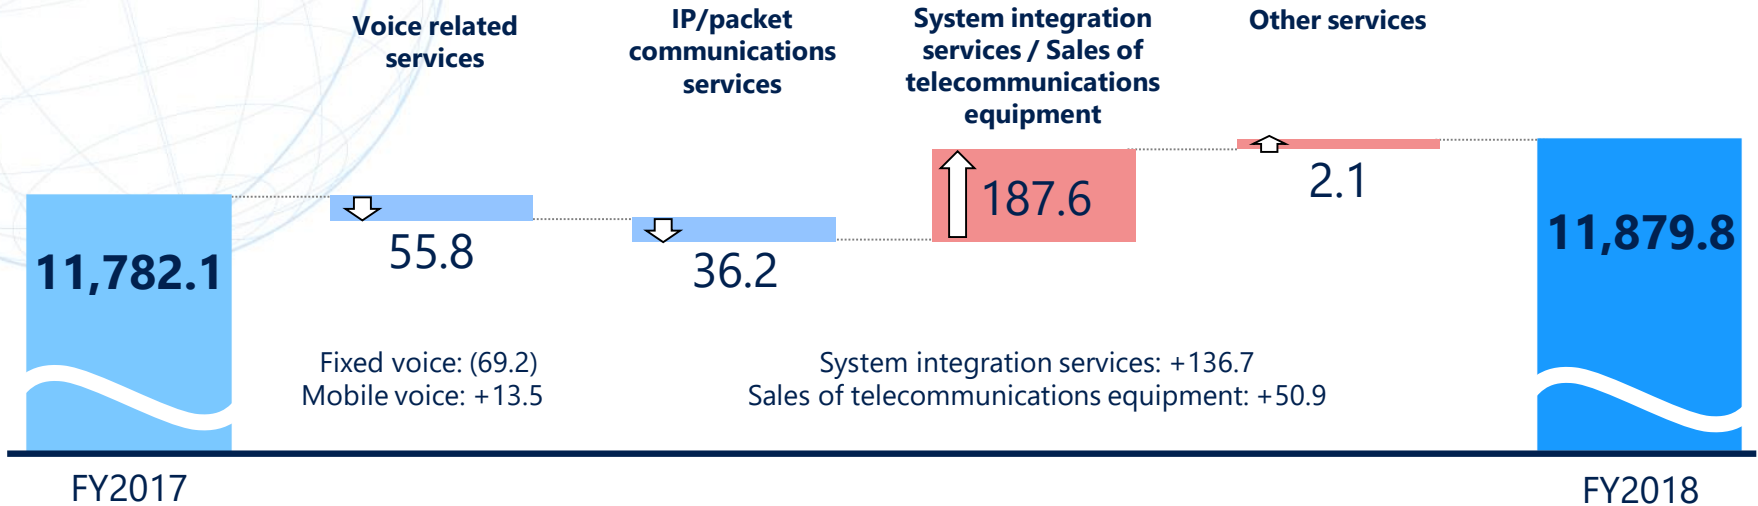 Voice related
services
IP/packet
communications
services
System integration
services / Sales of
telecommunications
equipment
Other services
11,782.1
55.8
36.2
187.6
2.1
11,879.8
Fixed voice: (69.2)
Mobile voice: +13.5
System integration services: +136.7
Sales of telecommunications equipment: +50.9
FY2017
FY2018